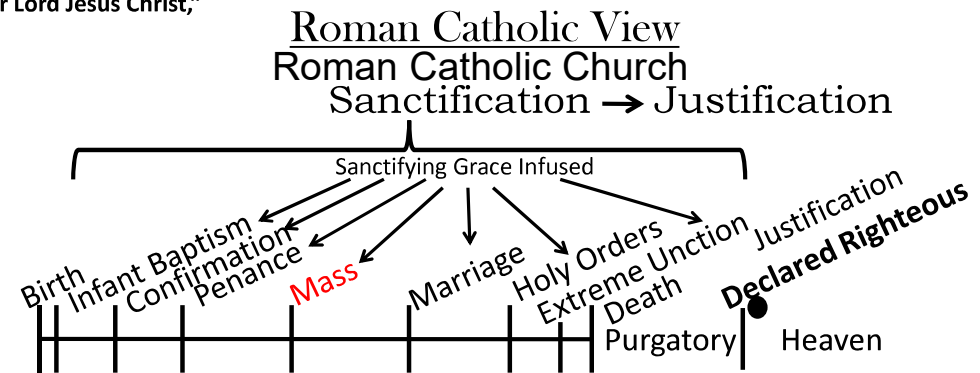 r Lord Jesus Christ,"
Roman Catholic View
Roman Catholic Church
Sanctification → Justification
Sanctifying Grace Infused
Birth
Infant Baptism
Confirmation
Penance
Mass
Marriage
Holy Orders
Extreme Unction
Death
Justification
Declared Righteous
Purgatory
Heaven